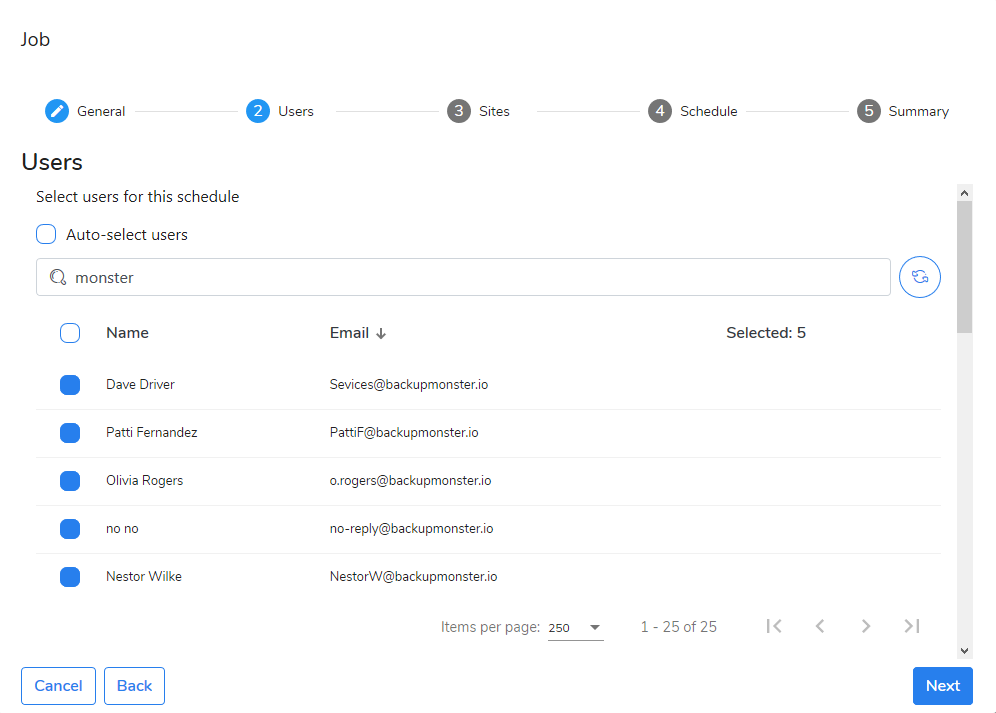 Job
General 2 Users 3 Sites 4 Schedule 5 Summary
Users
Select users for this schedule
Auto-select users
monster
Name Email ↓ Selected: 5
Dave Driver Sevices@backupmonster.io
Patti Fernandez PattiF@backupmonster.io
Olivia Rogers o.rogers@backupmonster.io
no no no-reply@backupmonster.io
Nestor Wilke NestorW@backupmonster.io
Items per page: 250 1 - 25 of 25
Cancel Back Next